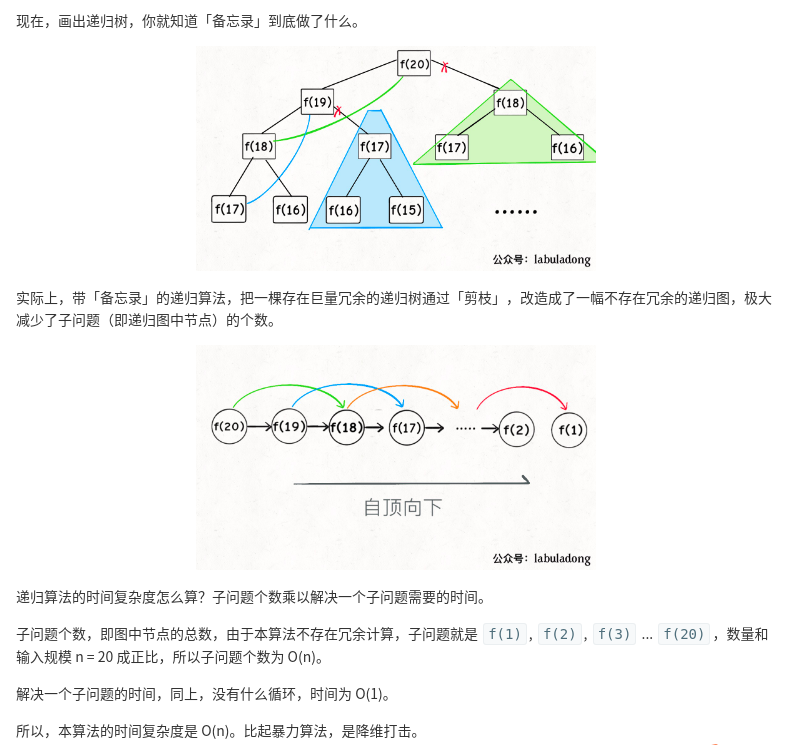 现在，画出递归树，你就知道「备忘录」到底做了什么。
f(20)
f(19)
f(18)
f(18)
f(17)
f(17)
f(16)
f(17)
f(16)
f(16)
f(15)
······
公众号：labuladong
实际上，带「备忘录」的递归算法，把一棵存在巨量冗余的递归树通过「剪枝」，改造成了一幅不存在冗余的递归图，极大
减少了子问题（即递归图中节点）的个数。
f(20) f(19) f(18) f(17) ····· f(2) f(1)
自顶向下
公众号：labuladong
递归算法的时间复杂度怎么算？子问题个数乘以解决一个子问题需要的时间。
子问题个数，即图中节点的总数，由于本算法不存在冗余计算，子问题就是 f(1) , f(2) , f(3) ... f(20) ，数量和
输入规模 n = 20 成正比，所以子问题个数为 O(n)。
解决一个子问题的时间，同上，没有什么循环，时间为 O(1)。
所以，本算法的时间复杂度是 O(n)。比起暴力算法，是降维打击。